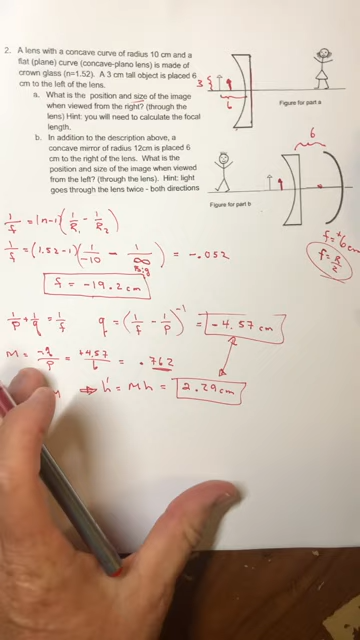 2. A lens with a concave curve of radius 10 cm and a
flat (plane) curve (concave-plano lens) is made of
crown glass (n=1.52). A 3 cm tall object is placed 6
cm to the left of the lens.
a. What is the position and size of the image
when viewed from the right? (through the
lens) Hint: you will need to calculate the focal
length.
b. In addition to the description above, a
concave mirror of radius 12cm is placed 6
cm to the right of the lens. What is the
position and size of the image when viewed
from the left? (through the lens). Hint: light
goes through the lens twice - both directions
3
6
Figure for part a
6
Figure for part b
f=+6cm
f=R/2
1/f = (n-1)(1/R₁ - 1/R₂)
1/f = (1.52-1)(1/-10 - 1/∞) = -.052
Big
f = -19.2cm
1/p + 1/q = 1/f q = (1/f - 1/p)⁻¹ = -4.57 cm
M = -q/p = +4.57/6 = .762
M ⇒ h' = Mh = 2.29cm